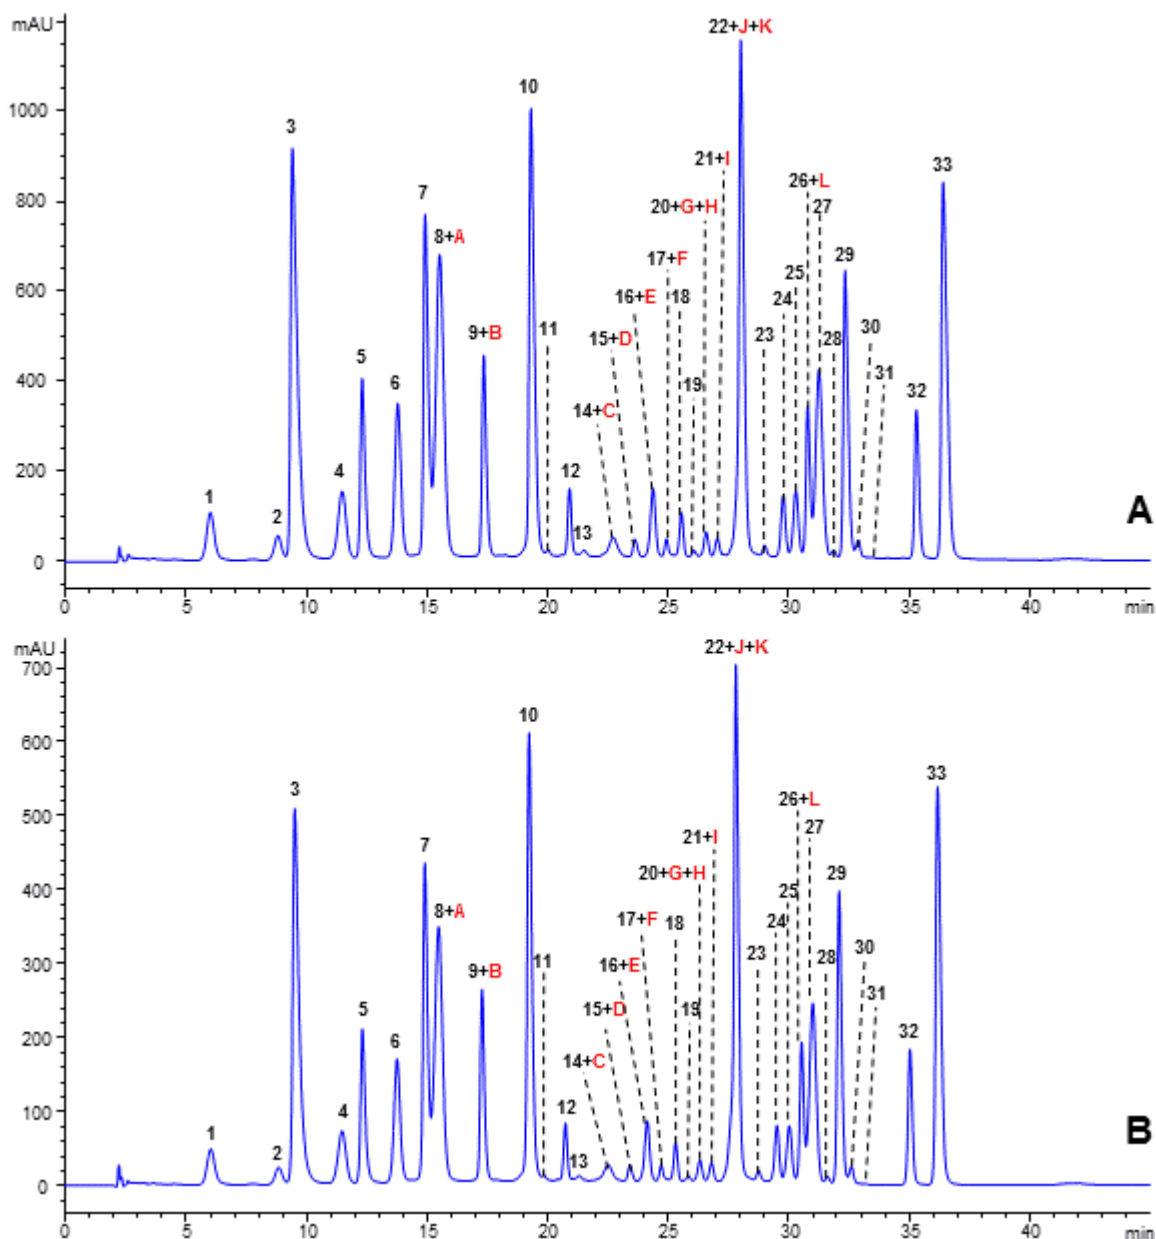 mAU
22+J+K
10
3
21+I
26+L
33
7
20+G+H
27
8+A
17+F
29
25
16+E
18
24
9+B
11
15+D
23
28
30
5
6
19
31
32
14+C
4
12
1
2
13
1000
800
600
400
200
0
A
0 5 10 15 20 25 30 35 40 min
mAU
22+J+K
700
10
33
3
26+L
27
7
21+I
29
20+G+H
25
8+A
17+F
18
24
9+B
11
16+E
23
28
30
31
5
15+D
19
32
6
14+C
4
12
1
2
13
600
500
400
300
200
100
0
B
0 5 10 15 20 25 30 35 40 min